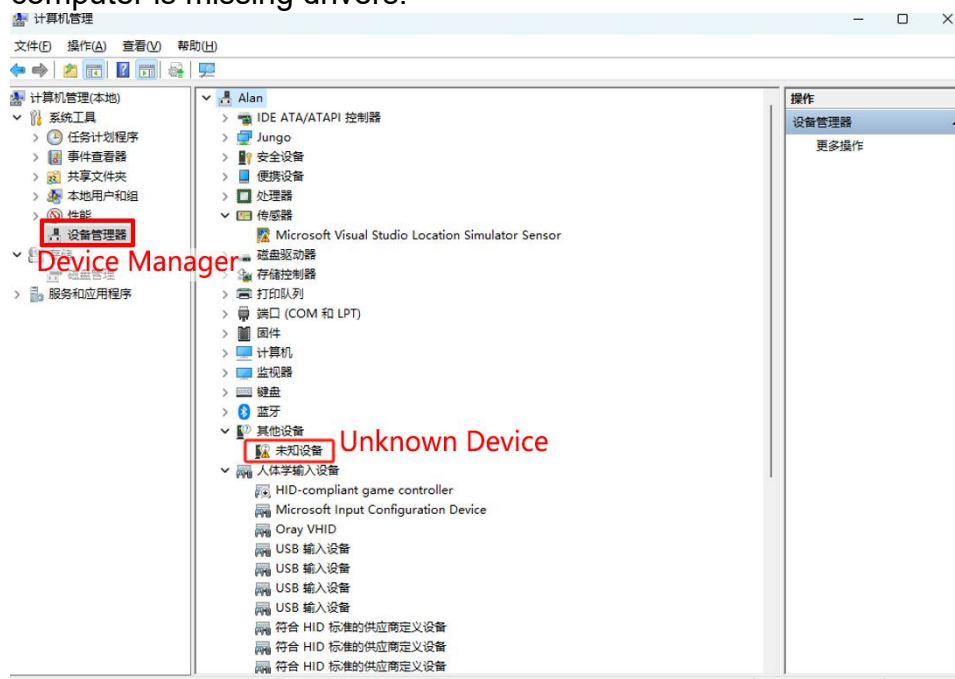 computer is missing drivers.
计算机管理
文件(F) 操作(A) 查看(V) 帮助(H)
计算机管理(本地)
系统工具
任务计划程序
事件查看器
共享文件夹
本地用户和组
性能
设备管理器
Device Manager
存储
磁盘管理
服务和应用程序
Alan
IDE ATA/ATAPI 控制器
Jungo
安全设备
便携设备
处理器
传感器
Microsoft Visual Studio Location Simulator Sensor
磁盘驱动器
存储控制器
打印队列
端口 (COM 和 LPT)
固件
计算机
监视器
键盘
蓝牙
其他设备
未知设备
Unknown Device
人体学输入设备
HID-compliant game controller
Microsoft Input Configuration Device
Oray VHID
USB 输入设备
USB 输入设备
USB 输入设备
USB 输入设备
符合 HID 标准的供应商定义设备
符合 HID 标准的供应商定义设备
符合 HID 标准的供应商定义设备
操作
设备管理器
更多操作